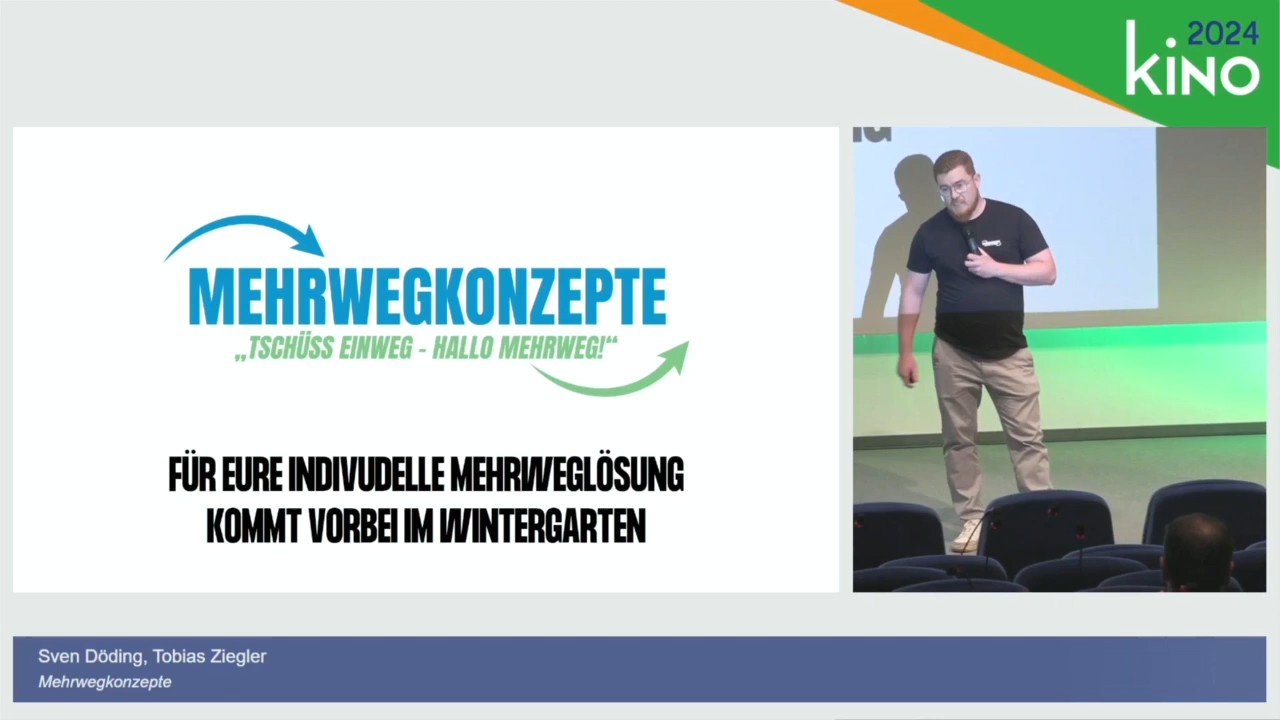 2024
kiNO
MEHRWEGKONZEPTE
„TSCHÜSS EINWEG - HALLO MEHRWEG!“
FÜR EURE INDIVUDELLE MEHRWEGLÖSUNG
KOMMT VORBEI IM WINTERGARTEN
Sven Döding, Tobias Ziegler
Mehrwegkonzepte